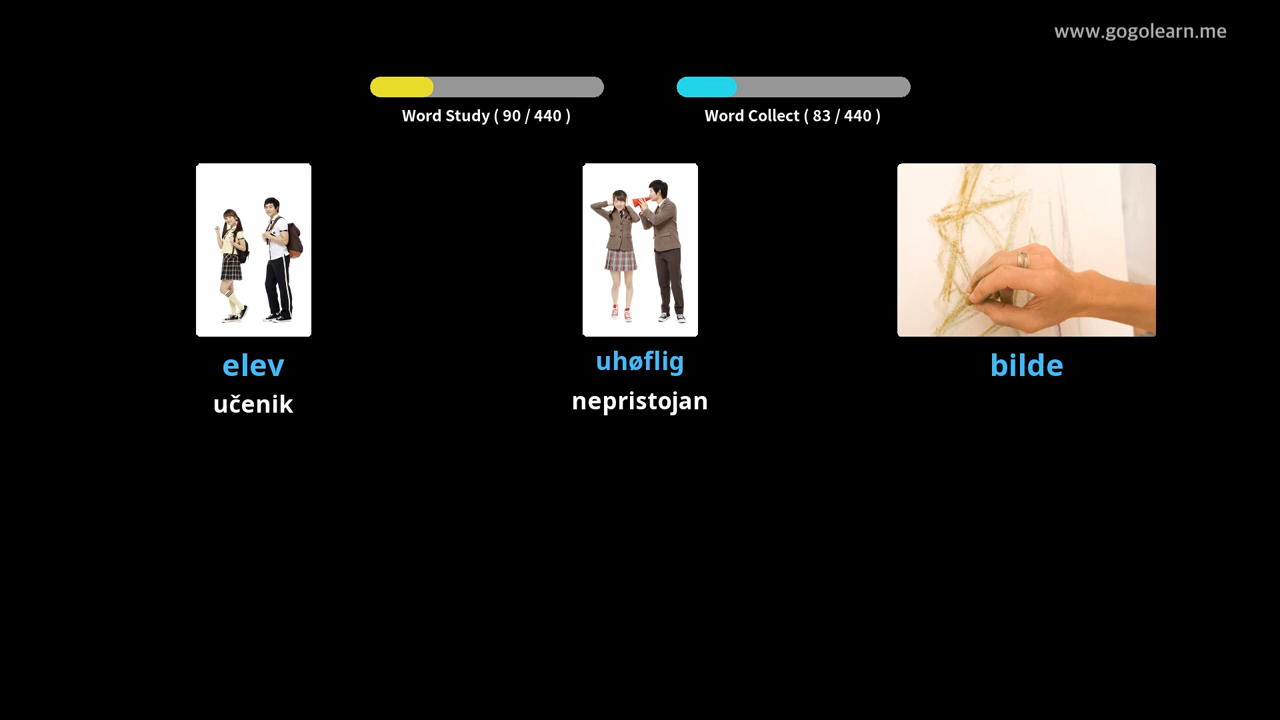 www.gogolearn.me
Word Study ( 90 / 440 )
Word Collect ( 83 / 440 )
elev
učenik
uhøflig
nepristojan
bilde